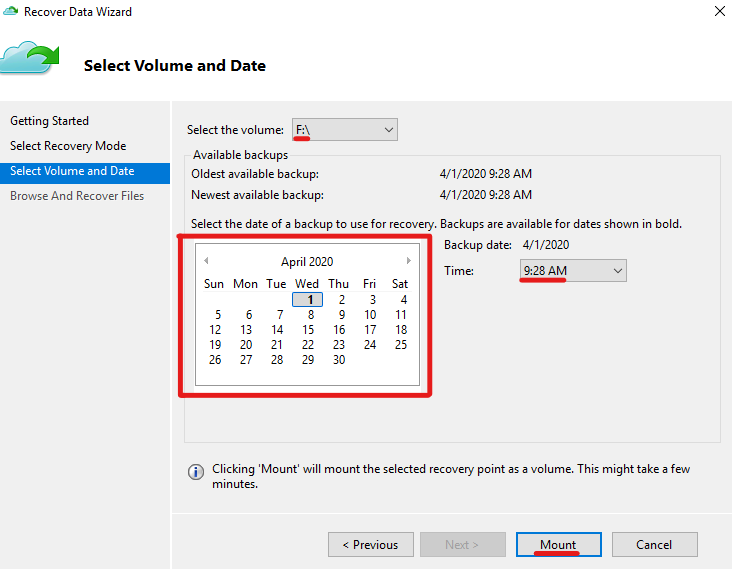 Recover Data Wizard
Select Volume and Date
Getting Started
Select Recovery Mode
Select Volume and Date
Browse And Recover Files
Select the volume: F:\
Available backups
Oldest available backup: 4/1/2020 9:28 AM
Newest available backup: 4/1/2020 9:28 AM
Select the date of a backup to use for recovery. Backups are available for dates shown in bold.
April 2020
Sun Mon Tue Wed Thu Fri Sat
1 2 3 4
5 6 7 8 9 10 11
12 13 14 15 16 17 18
19 20 21 22 23 24 25
26 27 28 29 30
Backup date: 4/1/2020
Time: 9:28 AM
Clicking 'Mount' will mount the selected recovery point as a volume. This might take a few
minutes.
< Previous Next > Mount Cancel